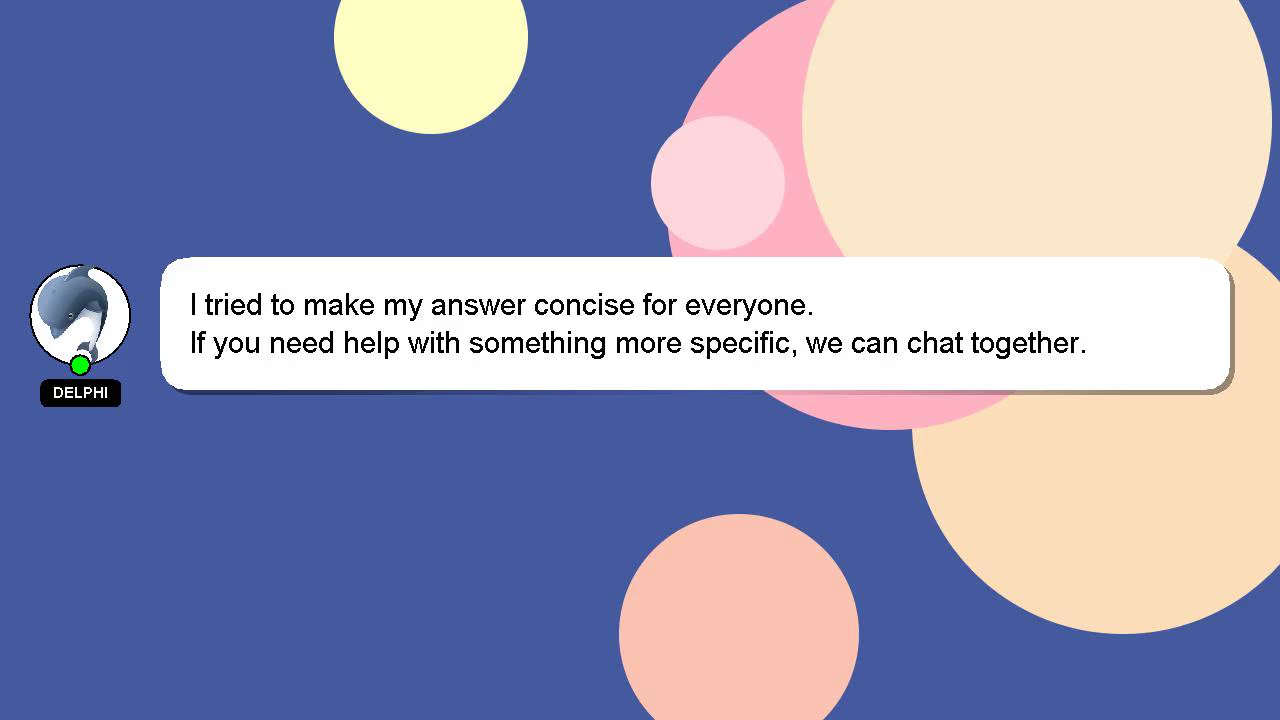 I tried to make my answer concise for everyone.
If you need help with something more specific, we can chat together.
DELPHI